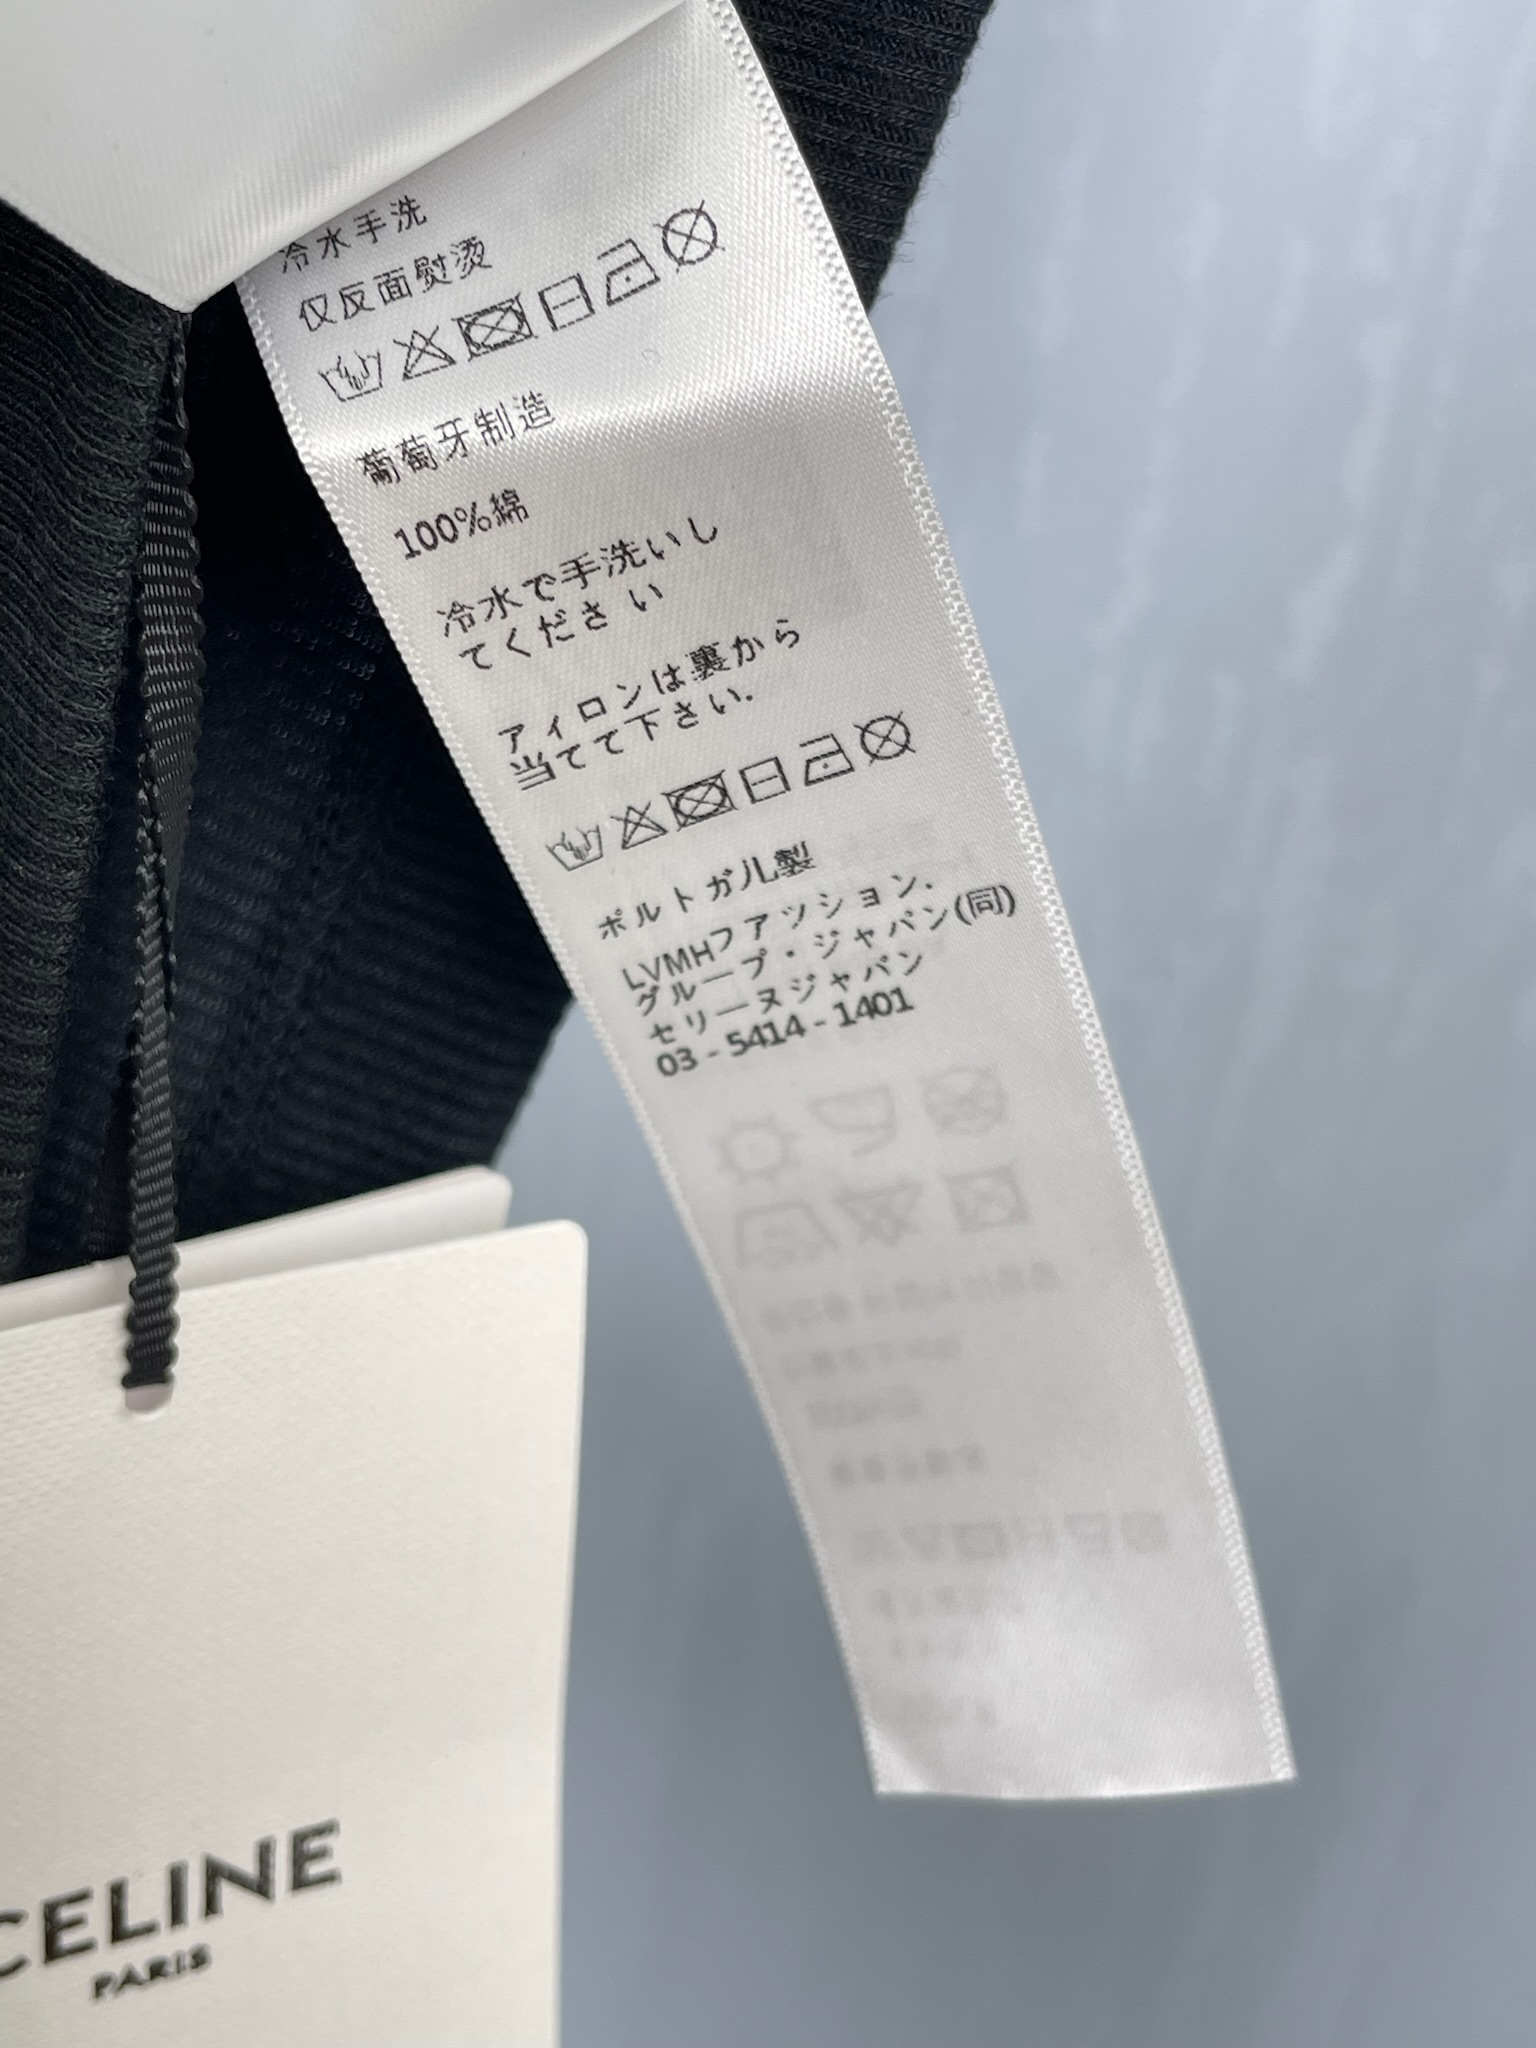 冷水手洗
仅反面熨烫
葡萄牙制造
100%綿
冷水で手洗いし
てください
アィロンは裏から
当てて下さい.
ポルトガル製
LVMHファツション.
グループ・ジャパン(同)
セリーヌジャパン
03-5414-1401
CELINE
PARIS